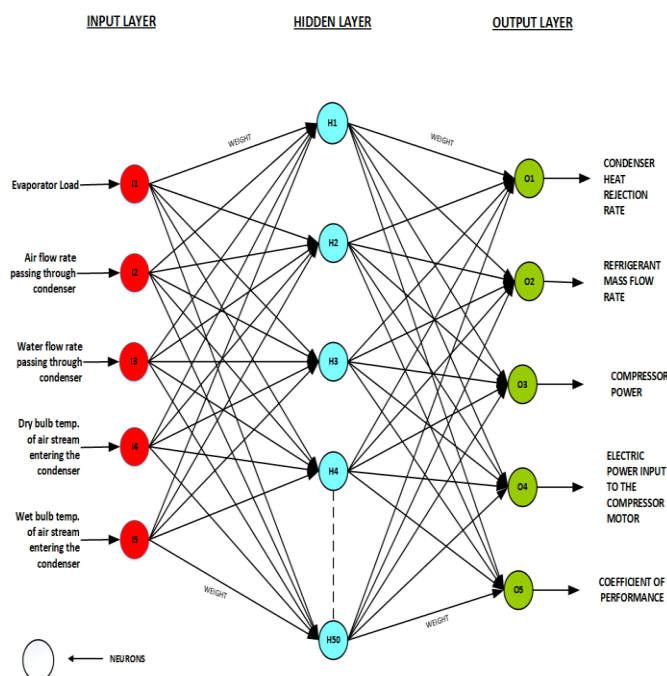 INPUT LAYER
HIDDEN LAYER
OUTPUT LAYER
H1
WEIGHT
WEIGHT
I1
Evaporator Load
O1
CONDENSER
HEAT
REJECTION
RATE
H2
Air flow rate
passing through
condenser
I2
O2
REFRIGERANT
MASS FLOW
RATE
Water flow rate
passing through
condenser
I3
H3
O3
COMPRESSOR
POWER
Dry bulb temp.
of air stream
entering the
condenser
I4
H4
O4
ELECTRIC
POWER INPUT
TO THE
COMPRESSOR
MOTOR
Wet bulb temp.
of air stream
entering the
condenser
I5
WEIGHT
O5
COEFFICIENT OF
PERFORMANCE
WEIGHT
H50
NEURONS